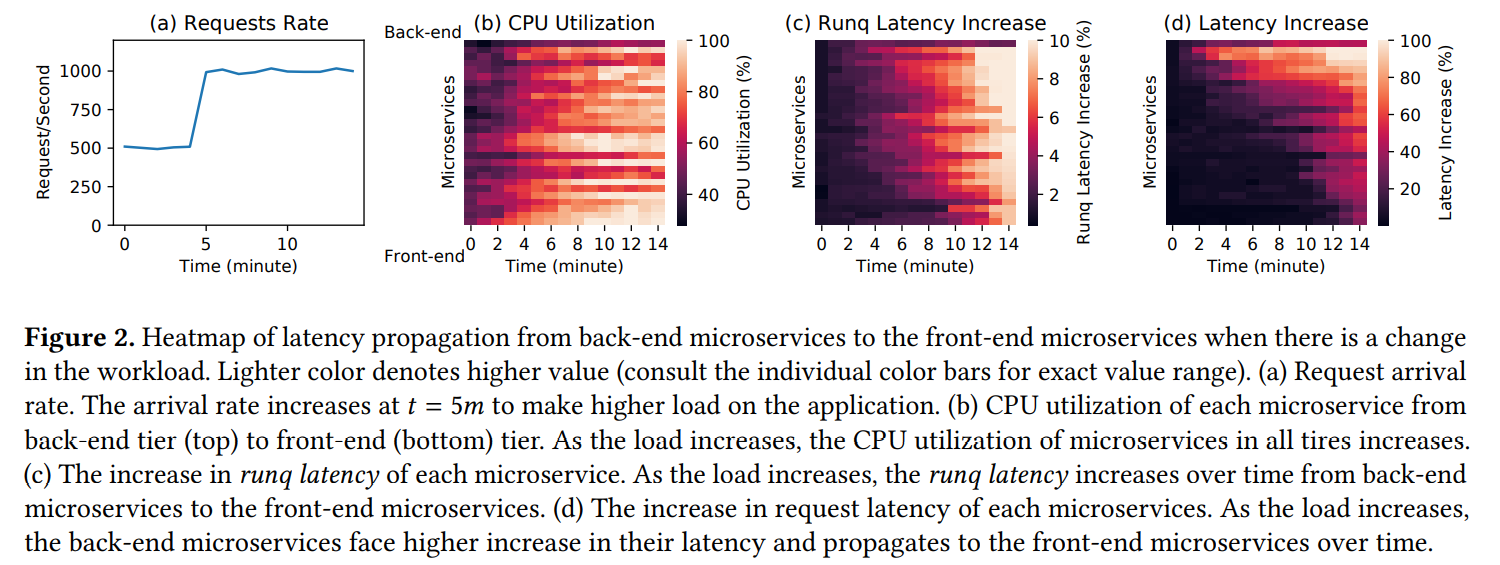 (a) Requests Rate
Request/Second
1000
750
500
250
0
0 5 10
Time (minute)
Back-end
Front-end
(b) CPU Utilization
Microservices
0 2 4 6 8 10 12 14
Time (minute)
100
80
60
40
CPU Utilization (%)
(c) Runq Latency Increase
Microservices
0 2 4 6 8 10 12 14
Time (minute)
10
8
6
4
2
Runq Latency Increase (%)
(d) Latency Increase
Microservices
0 2 4 6 8 10 12 14
Time (minute)
100
80
60
40
20
Latency Increase (%)
Figure 2. Heatmap of latency propagation from back-end microservices to the front-end microservices when there is a change
in the workload. Lighter color denotes higher value (consult the individual color bars for exact value range). (a) Request arrival
rate. The arrival rate increases at t = 5m to make higher load on the application. (b) CPU utilization of each microservice from
back-end tier (top) to front-end (bottom) tier. As the load increases, the CPU utilization of microservices in all tires increases.
(c) The increase in runq latency of each microservice. As the load increases, the runq latency increases over time from back-end
microservices to the front-end microservices. (d) The increase in request latency of each microservices. As the load increases,
the back-end microservices face higher increase in their latency and propagates to the front-end microservices over time.